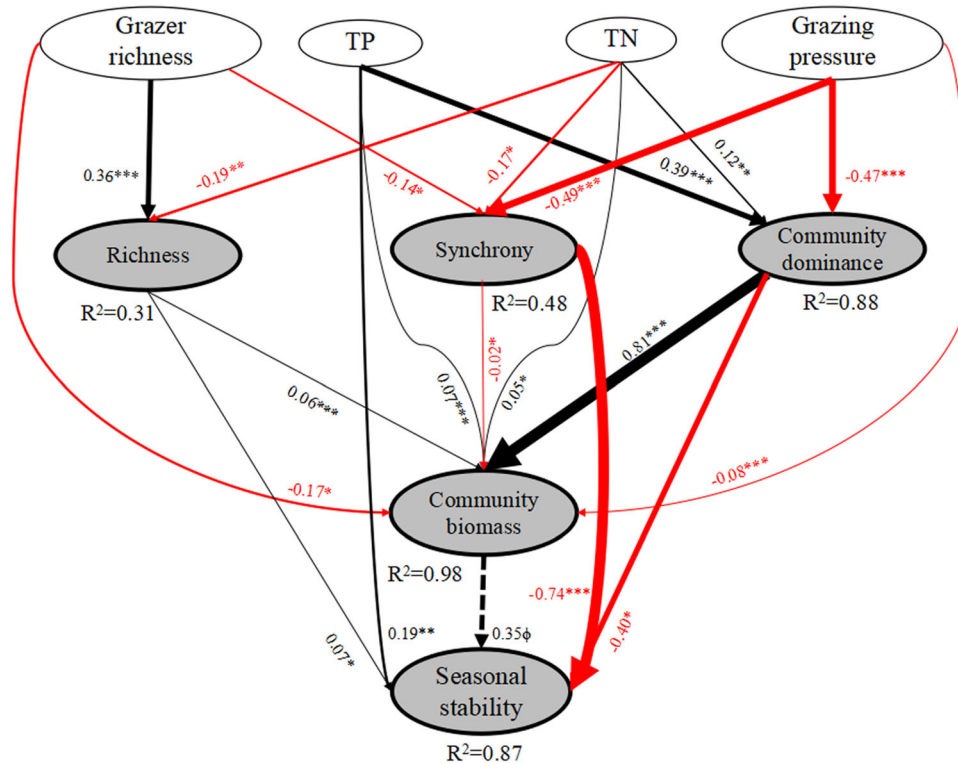 Grazer
richness
TP
TN
Grazing
pressure
0.36***
-0.19**
-0.14*
-0.17*
-0.49***
0.39***
0.12**
-0.47***
Richness
Synchrony
Community
dominance
R²=0.31
R²=0.48
R²=0.88
0.06***
0.07***
-0.02*
0.05*
0.81***
-0.08***
-0.17*
Community
biomass
R²=0.98
0.07*
0.19**
0.35ϕ
-0.74***
-0.40*
Seasonal
stability
R²=0.87